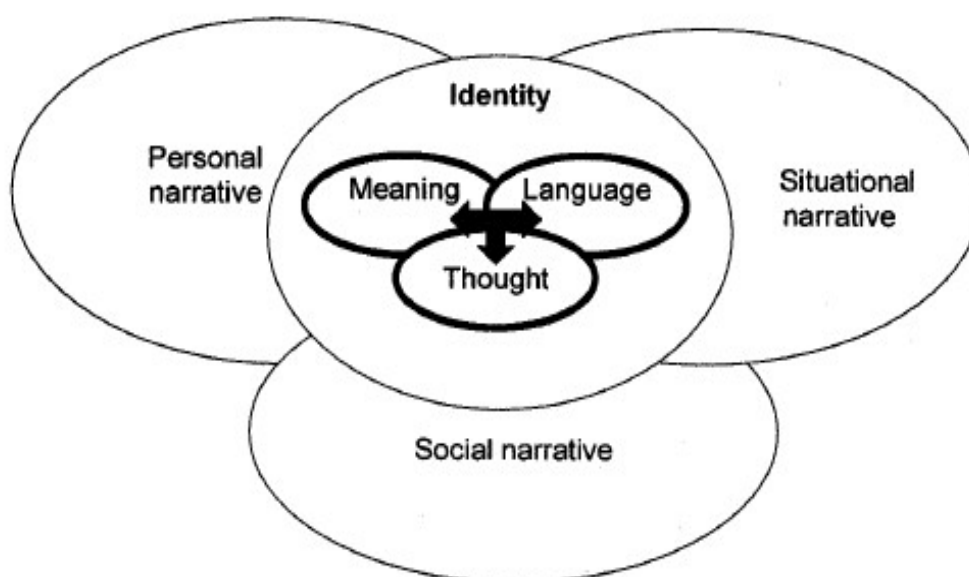 Identity
Personal
narrative
Meaning
Language
Situational
narrative
Thought
Social narrative